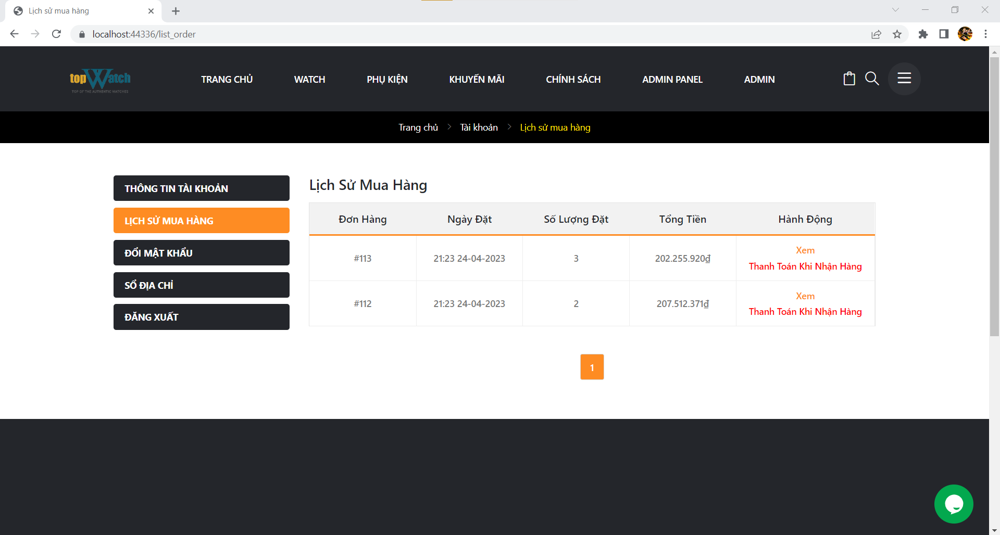 Lịch sử mua hàng
localhost:44336/list_order
topWatch
TOP OF THE AUTHENTIC WATCHES
TRANG CHỦ
WATCH
PHỤ KIỆN
KHUYẾN MÃI
CHÍNH SÁCH
ADMIN PANEL
ADMIN
Trang chủ > Tài khoản > Lịch sử mua hàng
THÔNG TIN TÀI KHOẢN
LỊCH SỬ MUA HÀNG
ĐỔI MẬT KHẨU
SỔ ĐỊA CHỈ
ĐĂNG XUẤT
Lịch Sử Mua Hàng
Đơn Hàng Ngày Đặt Số Lượng Đặt Tổng Tiền Hành Động
#113 21:23 24-04-2023 3 202.255.920₫ Xem
Thanh Toán Khi Nhận Hàng
#112 21:23 24-04-2023 2 207.512.371₫ Xem
Thanh Toán Khi Nhận Hàng
1